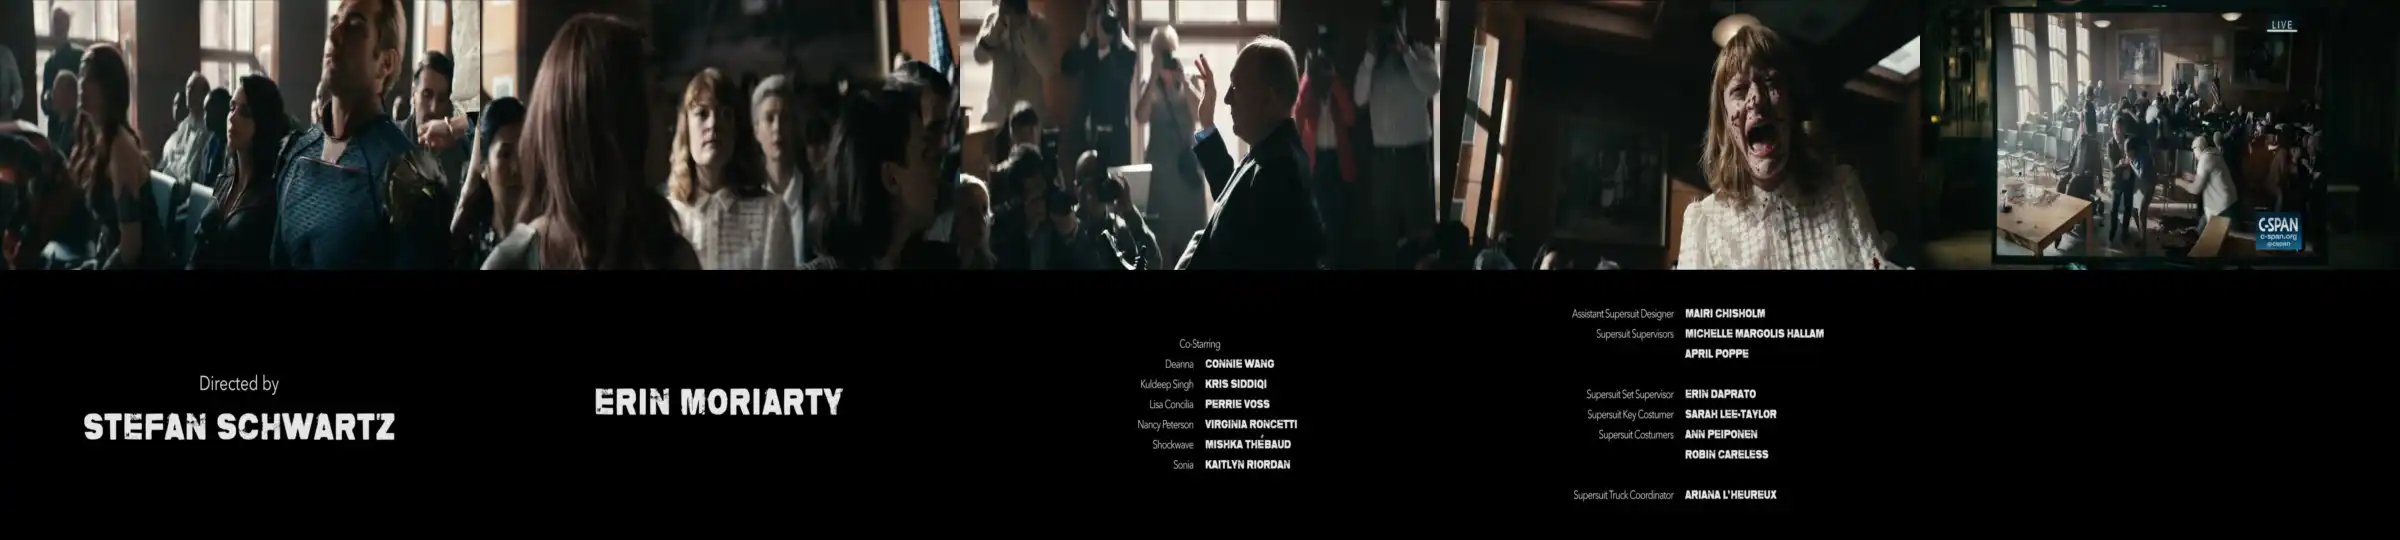 LIVE
C-SPAN
c-span.org
@cspan
Directed by
STEFAN SCHWARTZ
ERIN MORIARTY
Co-Starring
Deanna CONNIE WANG
Kuldeep Singh KRIS SIDDIQI
Lisa Concilia PERRIE VOSS
Nancy Peterson VIRGINIA RONCETTI
Shockwave MISHKA THÉBAUD
Sonia KAITLYN RIORDAN
Assistant Supersuit Designer MAIRI CHISHOLM
Supersuit Supervisors MICHELLE MARGOLIS HALLAM
APRIL POPPE
Supersuit Set Supervisor ERIN DAPRATO
Supersuit Key Costumer SARAH LEE-TAYLOR
Supersuit Costumers ANN PEIPONEN
ROBIN CARELESS
Supersuit Truck Coordinator ARIANA L'HEUREUX